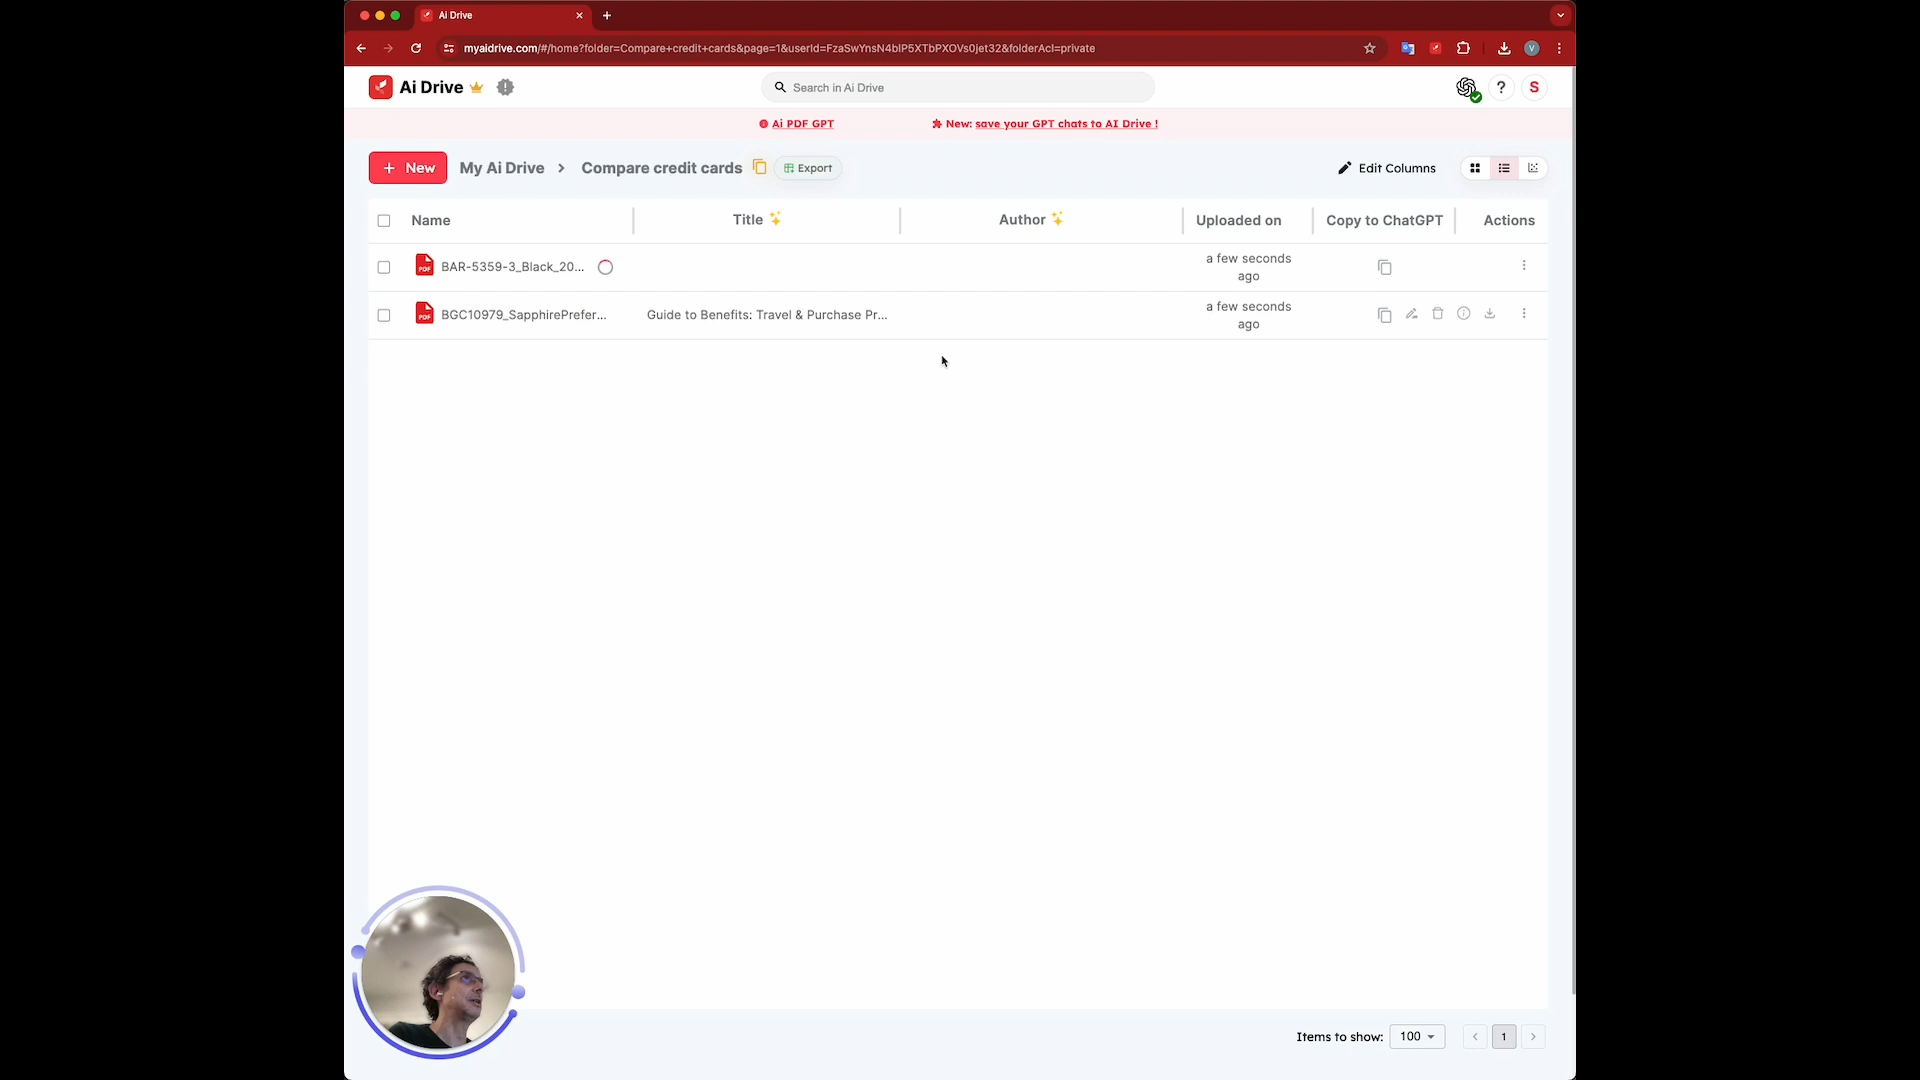 Ai Drive
myaidrive.com/#/home?folder=Compare+credit+cards&page=1&userId=FzaSwYnsN4blP5XTbPXOVs0jet32&folderAcl=private
V
Ai Drive
Search in Ai Drive
?
S
Ai PDF GPT
New: save your GPT chats to AI Drive !
+ New
My Ai Drive > Compare credit cards
Export
Edit Columns
Name
Title
Author
Uploaded on
Copy to ChatGPT
Actions
PDF
BAR-5359-3_Black_20...
a few seconds
ago
PDF
BGC10979_SapphirePrefer...
Guide to Benefits: Travel & Purchase Pr...
a few seconds
ago
Items to show: 100
< 1 >